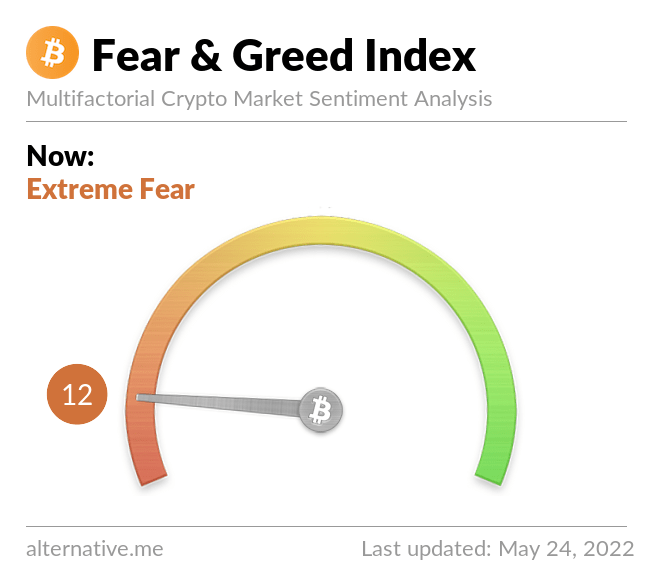 Fear & Greed Index
Multifactorial Crypto Market Sentiment Analysis
Now:
Extreme Fear
12
alternative.me
Last updated: May 24, 2022